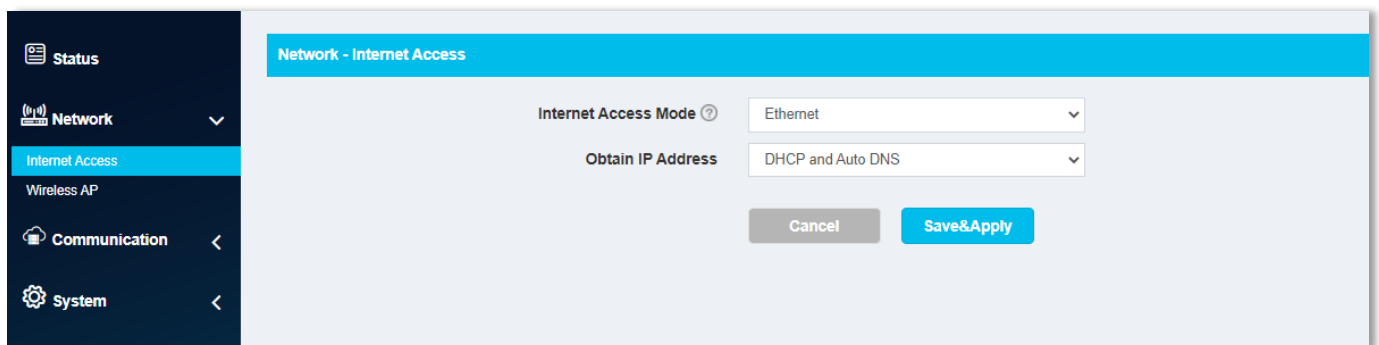 Status
Network
Internet Access
Wireless AP
Communication
System
Network - Internet Access
Internet Access Mode ?
Ethernet
Obtain IP Address
DHCP and Auto DNS
Cancel
Save&Apply